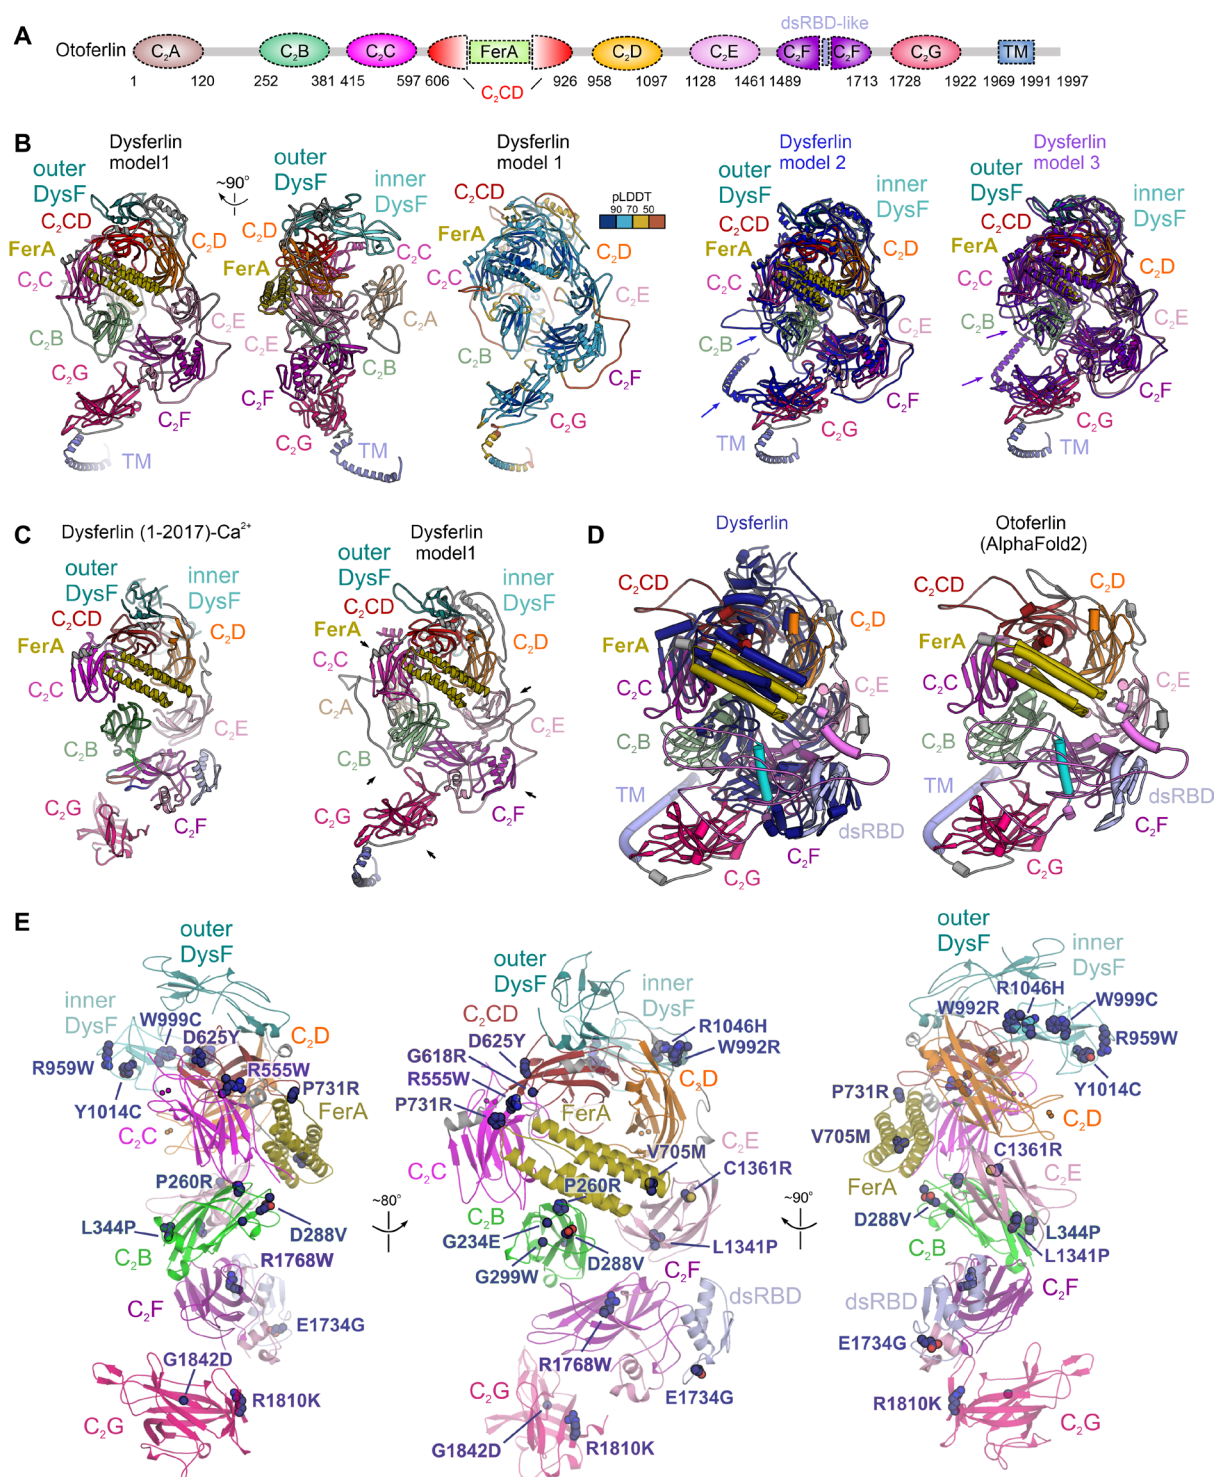 A
dsRBD-like
Otoferlin C₂A C₂B C₂C FerA C₂D C₂E C₂F C₂F C₂G TM
1 120 252 381 415 597 606 926 958 1097 1128 1461 1489 1713 1728 1922 1969 1991 1997
C₂CD
B
Dysferlin
model1
outer
DysF
C₂CD
FerA
C₂C
C₂D
C₂B
C₂E
C₂G
C₂F
TM
~90°
outer
DysF
inner
DysF
C₂D
C₂C
FerA
C₂A
C₂E
C₂B
C₂F
C₂G
TM
Dysferlin
model 1
pLDDT
90 70 50
C₂CD
FerA
C₂D
C₂C
C₂E
C₂B
C₂F
C₂G
Dysferlin
model 2
outer
DysF
C₂CD
FerA
C₂C
C₂D
C₂B
C₂E
C₂F
C₂G
TM
Dysferlin
model 3
outer
DysF
inner
DysF
C₂CD
FerA
C₂C
C₂D
C₂B
C₂E
C₂F
C₂G
TM
C
Dysferlin (1-2017)-Ca²⁺
outer
DysF
inner
DysF
C₂CD
C₂D
FerA
C₂C
C₂E
C₂B
C₂G
C₂F
Dysferlin
model1
outer
DysF
inner
DysF
C₂CD
FerA
C₂D
C₂C
C₂A
C₂E
C₂B
C₂G
C₂F
D
Dysferlin
C₂CD
C₂D
FerA
C₂C
C₂E
C₂B
TM
dsRBD
C₂F
C₂G
Otoferlin
(AlphaFold2)
C₂CD
C₂D
FerA
C₂C
C₂E
C₂B
TM
dsRBD
C₂F
C₂G
E
outer
DysF
inner
DysF
W999C
D625Y
C₂D
R959W
R555W
P731R
Y1014C
FerA
C₂C
P260R
L344P
D288V
C₂B
R1768W
C₂F
E1734G
G1842D
R1810K
C₂G
~80°
outer
DysF
inner
DysF
C₂CD
D625Y
R1046H
G618R
W992R
R555W
C₂D
P731R
FerA
C₂E
V705M
C₂C
C1361R
P260R
C₂B
G234E
L1341P
D288V
G299W
C₂F
dsRBD
R1768W
E1734G
C₂G
G1842D
R1810K
~90°
outer
DysF
inner
DysF
R1046H
W992R
W999C
R959W
P731R
Y1014C
C₂D
V705M
C1361R
FerA
C₂E
D288V
L344P
C₂B
L1341P
C₂F
dsRBD
E1734G
R1810K
C₂G